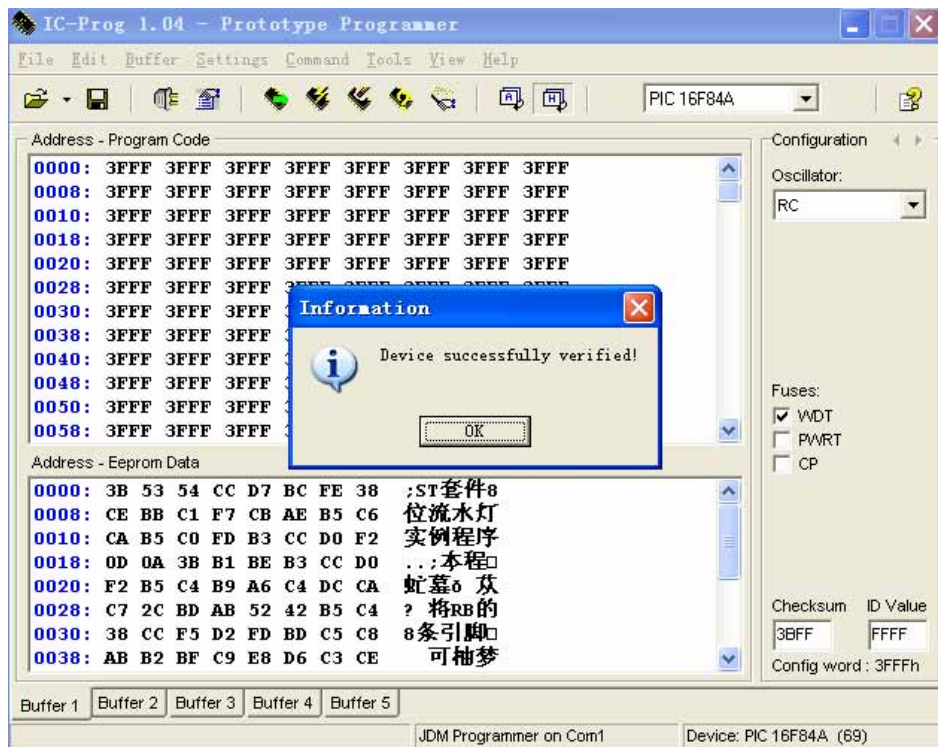 IC-Prog 1.04 - Prototype Programmer
File Edit Buffer Settings Command Tools View Help
PIC 16F84A
Address - Program Code
0000: 3FFF 3FFF 3FFF 3FFF 3FFF 3FFF 3FFF 3FFF
0008: 3FFF 3FFF 3FFF 3FFF 3FFF 3FFF 3FFF 3FFF
0010: 3FFF 3FFF 3FFF 3FFF 3FFF 3FFF 3FFF 3FFF
0018: 3FFF 3FFF 3FFF 3FFF 3FFF 3FFF 3FFF 3FFF
0020: 3FFF 3FFF 3FFF 3FFF 3FFF 3FFF 3FFF 3FFF
0028: 3FFF 3FFF 3FFF
0030: 3FFF 3FFF 3FFF
0038: 3FFF 3FFF 3FFF
0040: 3FFF 3FFF 3FFF
0048: 3FFF 3FFF 3FFF
0050: 3FFF 3FFF 3FFF
0058: 3FFF 3FFF 3FFF
Information
Device successfully verified!
OK
Configuration
Oscillator:
RC
Fuses:
WDT
PWRT
CP
Checksum ID Value
3BFF FFFF
Config word : 3FFFh
Address - Eeprom Data
0000: 3B 53 54 CC D7 BC FE 38 ;ST套件8
0008: CE BB C1 F7 CB AE B5 C6 位流水灯
0010: CA B5 C0 FD B3 CC D0 F2 实例程序
0018: 0D 0A 3B B1 BE B3 CC D0 ..;本程□
0020: F2 B5 C4 B9 A6 C4 DC CA
0028: C7 2C BD AB 52 42 B5 C4 ? 将RB的
0030: 38 CC F5 D2 FD BD C5 C8 8条引脚□
0038: AB B2 BF C9 E8 D6 C3 CE
Buffer 1 Buffer 2 Buffer 3 Buffer 4 Buffer 5
JDM Programmer on Com1 Device: PIC 16F84A (69)